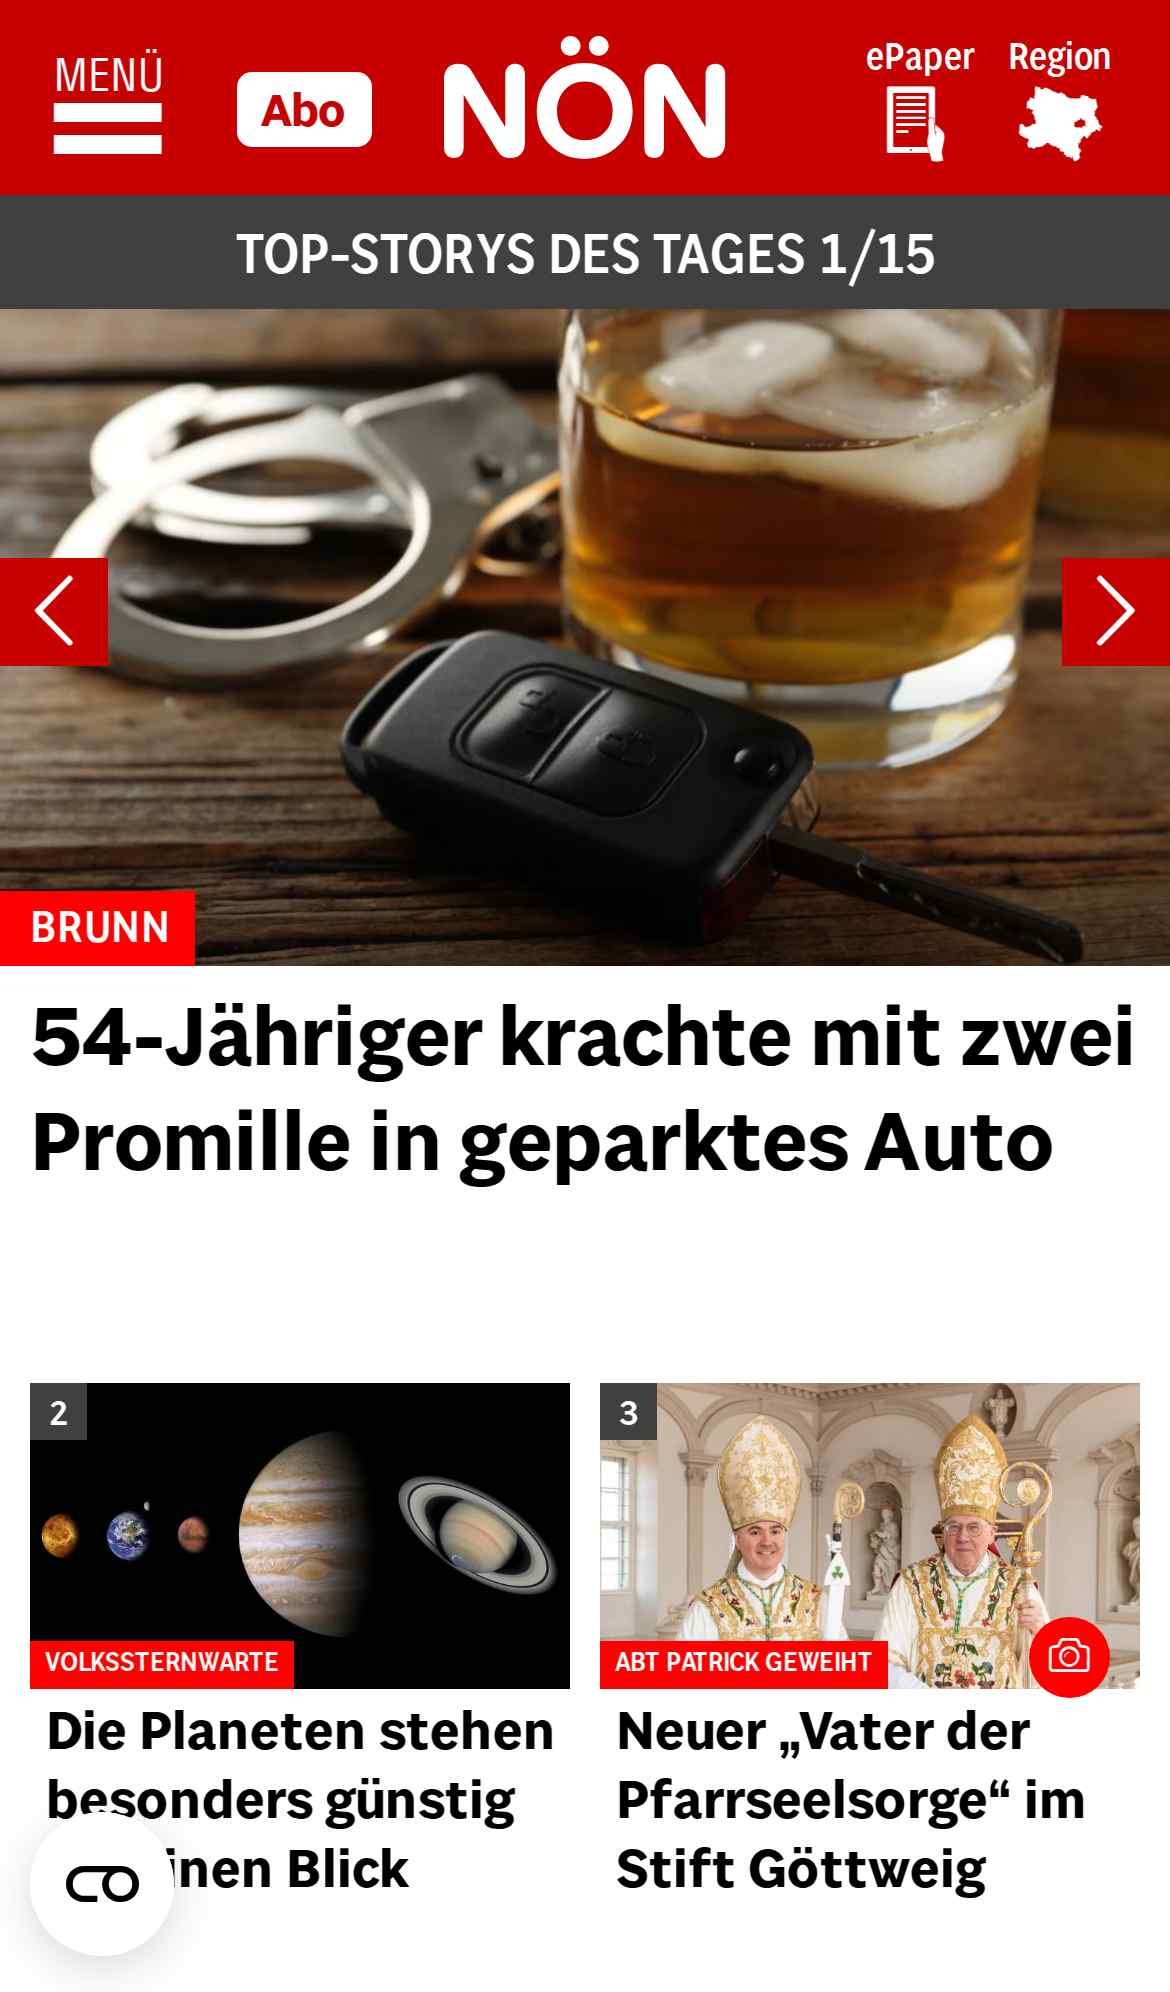 MENÜ
Abo
NÖN
ePaper
Region
TOP-STORYS DES TAGES 1/15
BRUNN
54-Jähriger krachte mit zwei
Promille in geparktes Auto
2
VOLKSSTERNWARTE
Die Planeten stehen
besonders günstig
inen Blick
3
ABT PATRICK GEWEIHT
Neuer „Vater der
Pfarrseelsorge“ im
Stift Göttweig